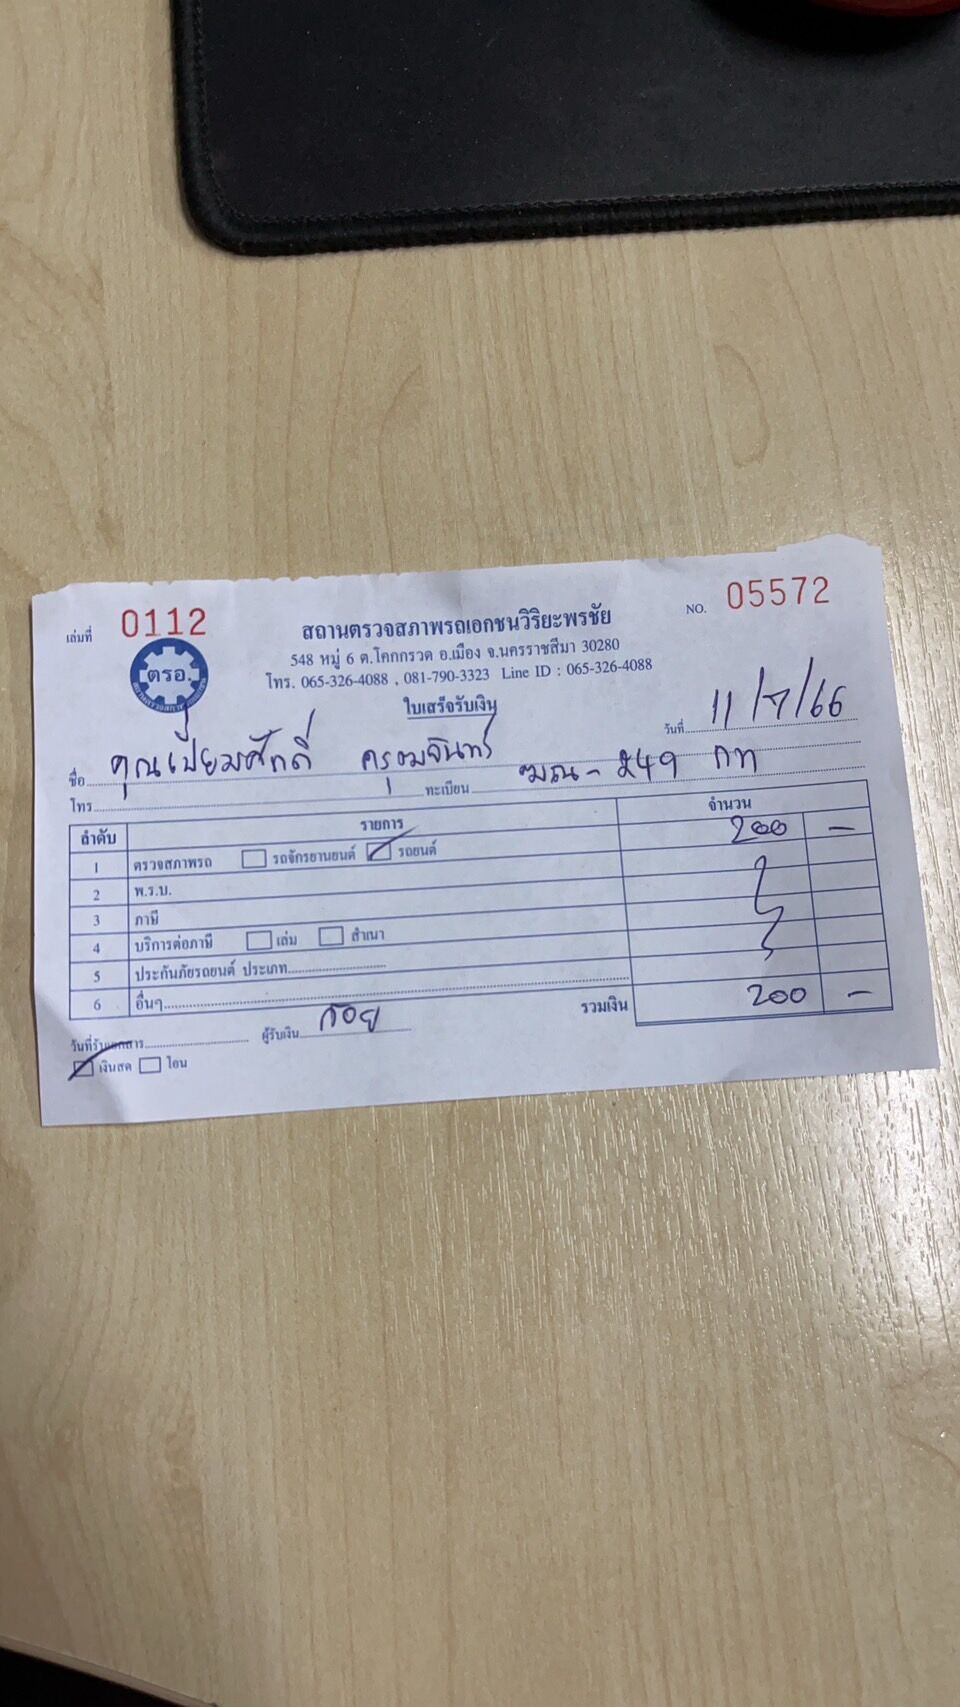 เล่มที่ 0112
สถานตรวจสภาพรถเอกชนวิริยะพรชัย
NO. 05572
ตรอ.
548 หมู่ 6 ต.โคกกรวด อ.เมือง จ.นครราชสีมา 30280
โทร. 065-326-4088 , 081-790-3323 Line ID : 065-326-4088
ใบเสร็จรับเงิน
วันที่ 11/7/66
ชื่อ คุณเปี่ยมศักดิ์
โทร. ทะเบียน 249 กท
ลำดับ รายการ จำนวน
1 ตรวจสภาพรถ รถจักรยานยนต์ รถยนต์ 200 -
2 พ.ร.บ.
3 ภาษี
4 บริการต่อภาษี เล่ม สำเนา
5 ประกันภัยรถยนต์ ประเภท
6 อื่นๆ
รวมเงิน 200 -
วันที่รับเอกสาร ผู้รับเงิน ก้อย
เงินสด โอน